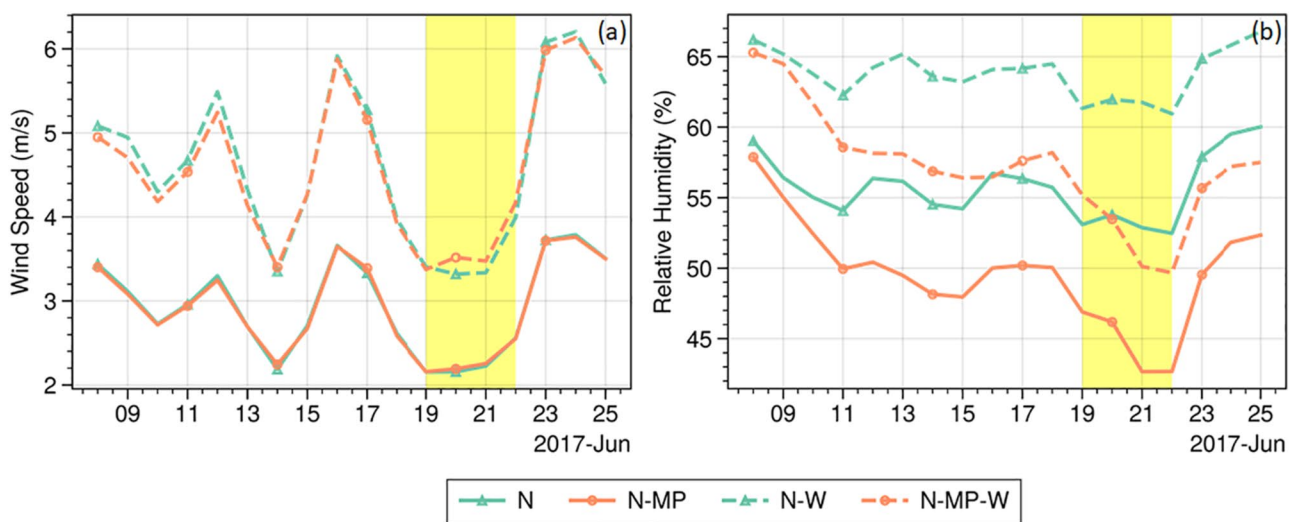 (a)
Wind Speed (m/s)
6
5
4
3
2
09 11 13 15 17 19 21 23 25
2017-Jun
(b)
Relative Humidity (%)
65
60
55
50
45
09 11 13 15 17 19 21 23 25
2017-Jun
N N-MP N-W N-MP-W